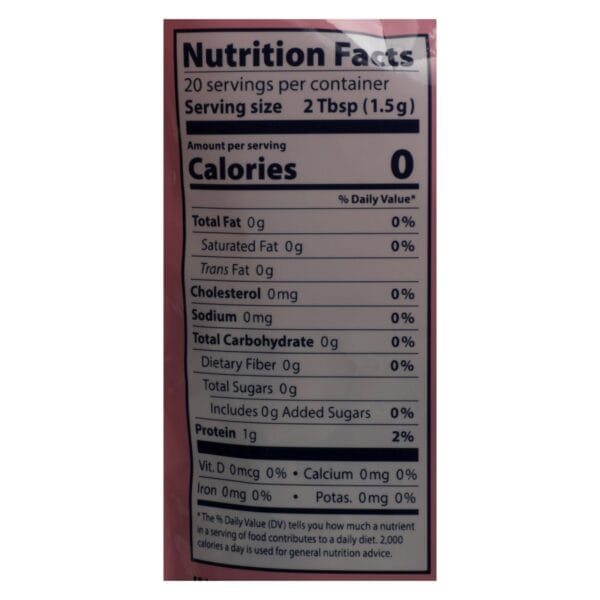 Nutrition Facts
20 servings per container
Serving size 2 Tbsp (1.5g)
Amount per serving
Calories 0
% Daily Value*
Total Fat 0g 0%
Saturated Fat 0g 0%
Trans Fat 0g
Cholesterol 0mg 0%
Sodium 0mg 0%
Total Carbohydrate 0g 0%
Dietary Fiber 0g 0%
Total Sugars 0g
Includes 0g Added Sugars 0%
Protein 1g 2%
Vit. D 0mcg 0% • Calcium 0mg 0%
Iron 0mg 0% • Potas. 0mg 0%
*The % Daily Value (DV) tells you how much a nutrient
in a serving of food contributes to a daily diet. 2,000
calories a day is used for general nutrition advice.